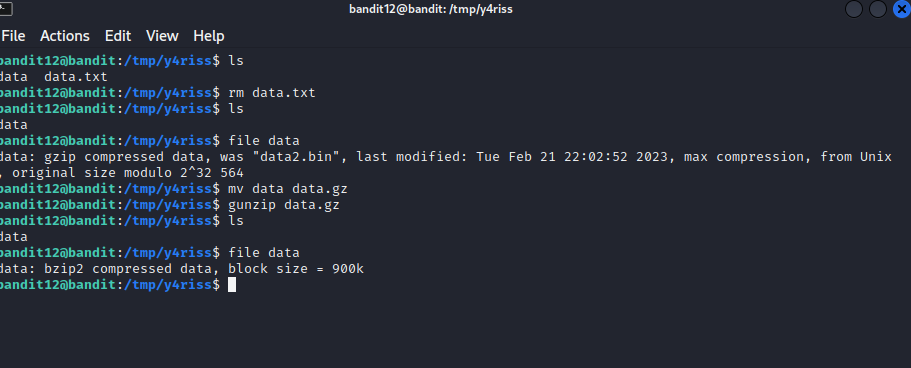 bandit12@bandit: /tmp/y4riss
File Actions Edit View Help
bandit12@bandit:/tmp/y4riss$ ls
data data.txt
bandit12@bandit:/tmp/y4riss$ rm data.txt
bandit12@bandit:/tmp/y4riss$ ls
data
bandit12@bandit:/tmp/y4riss$ file data
data: gzip compressed data, was "data2.bin", last modified: Tue Feb 21 22:02:52 2023, max compression, from Unix
, original size modulo 2^32 564
bandit12@bandit:/tmp/y4riss$ mv data data.gz
bandit12@bandit:/tmp/y4riss$ gunzip data.gz
bandit12@bandit:/tmp/y4riss$ ls
data
bandit12@bandit:/tmp/y4riss$ file data
data: bzip2 compressed data, block size = 900k
bandit12@bandit:/tmp/y4riss$